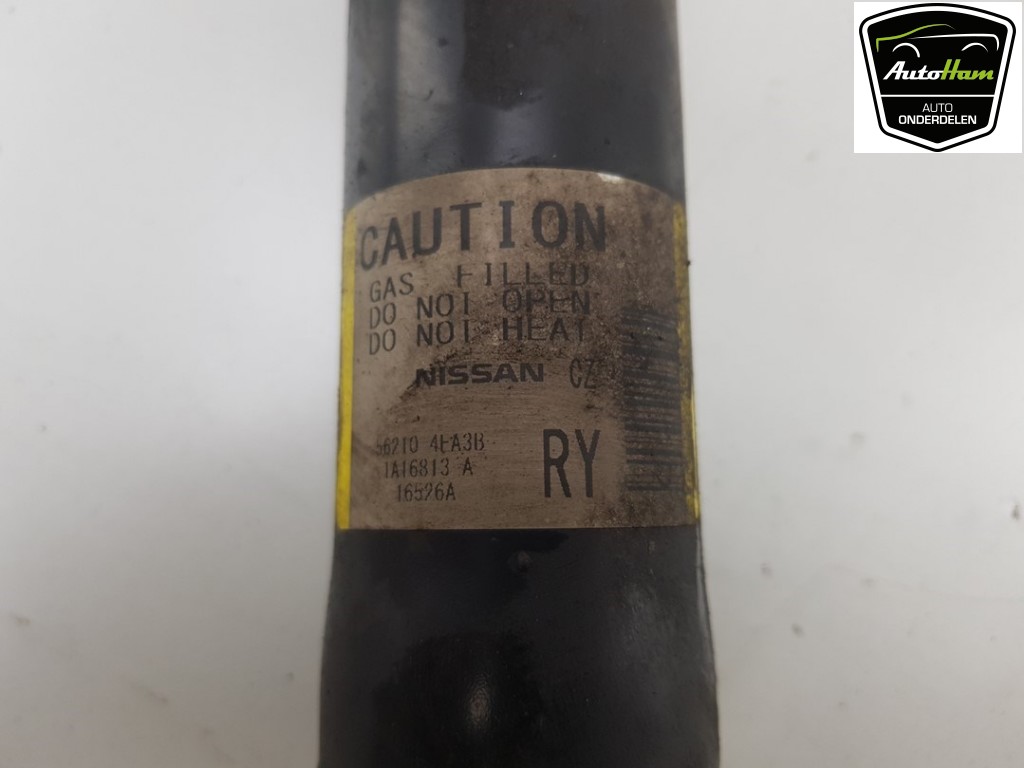 AutoHam
AUTO
ONDERDELEN
CAUTION
GAS FILLED
DO NOT OPEN
DO NOT HEAT
NISSAN CZ
56210 4EA3B
RY
1A16813 A
16526A